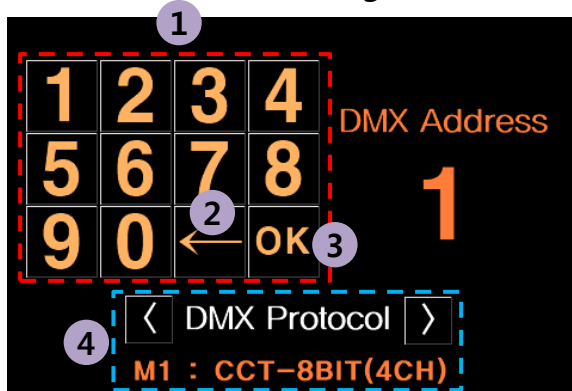 1
1 2 3 4
DMX Address
5 6 7 8
1
2
9 0 ← OK
3
< DMX Protocol >
4
M1 : CCT-8BIT(4CH)